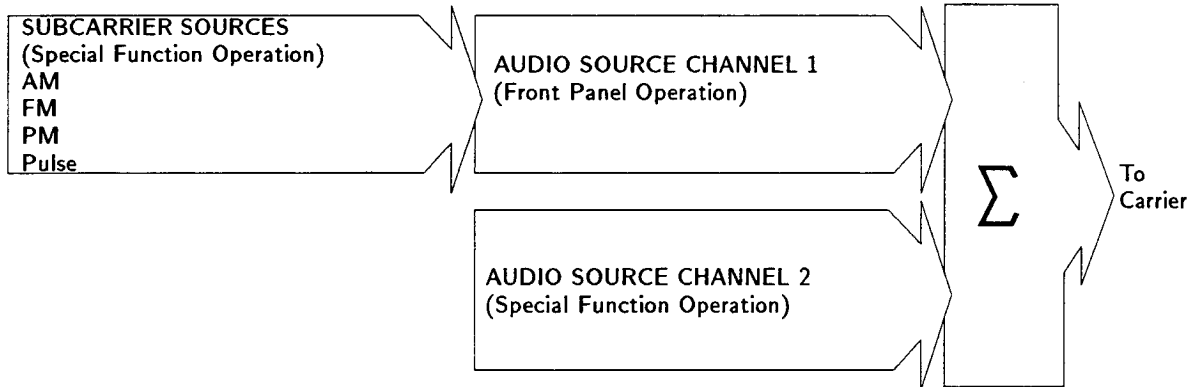 SUBCARRIER SOURCES
(Special Function Operation)
AM
FM
PM
Pulse
AUDIO SOURCE CHANNEL 1
(Front Panel Operation)
AUDIO SOURCE CHANNEL 2
(Special Function Operation)
Σ
To
Carrier